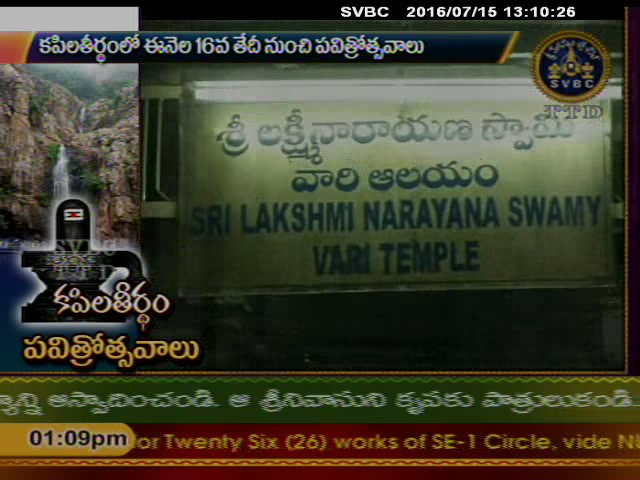 SVBC 2016/07/15 13:10:26
కపిలతీర్థంలో ఈనెల 16వ తేదీ నుంచి పవిత్రోత్సవాలు
SVBC
TTD
శ్రీ లక్ష్మీనారాయణ స్వామి
వారి ఆలయం
SRI LAKSHMI NARAYANA SWAMY
VARI TEMPLE
కపిలతీర్థం
పవిత్రోత్సవాలు
ఆస్వాదించండి. ఆ శ్రీనివాసుని కృపకు పాత్రులుకండి.
01:09pm or Twenty Six (26) works of SE-1 Circle, vide